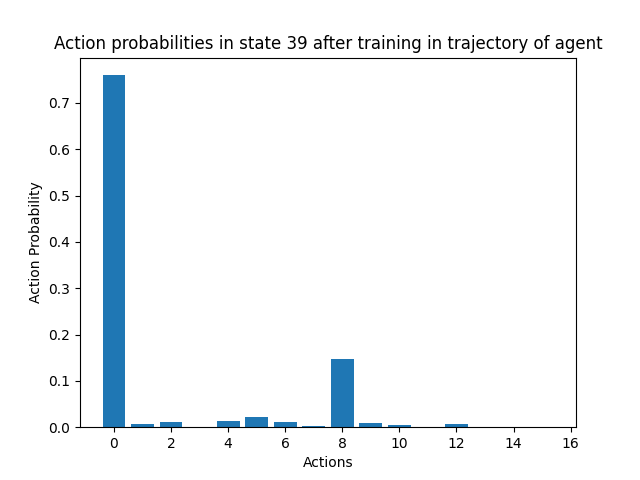 Action probabilities in state 39 after training in trajectory of agent
0.7
0.6
0.5
0.4
0.3
0.2
0.1
0.0
Action Probability
0 2 4 6 8 10 12 14 16
Actions